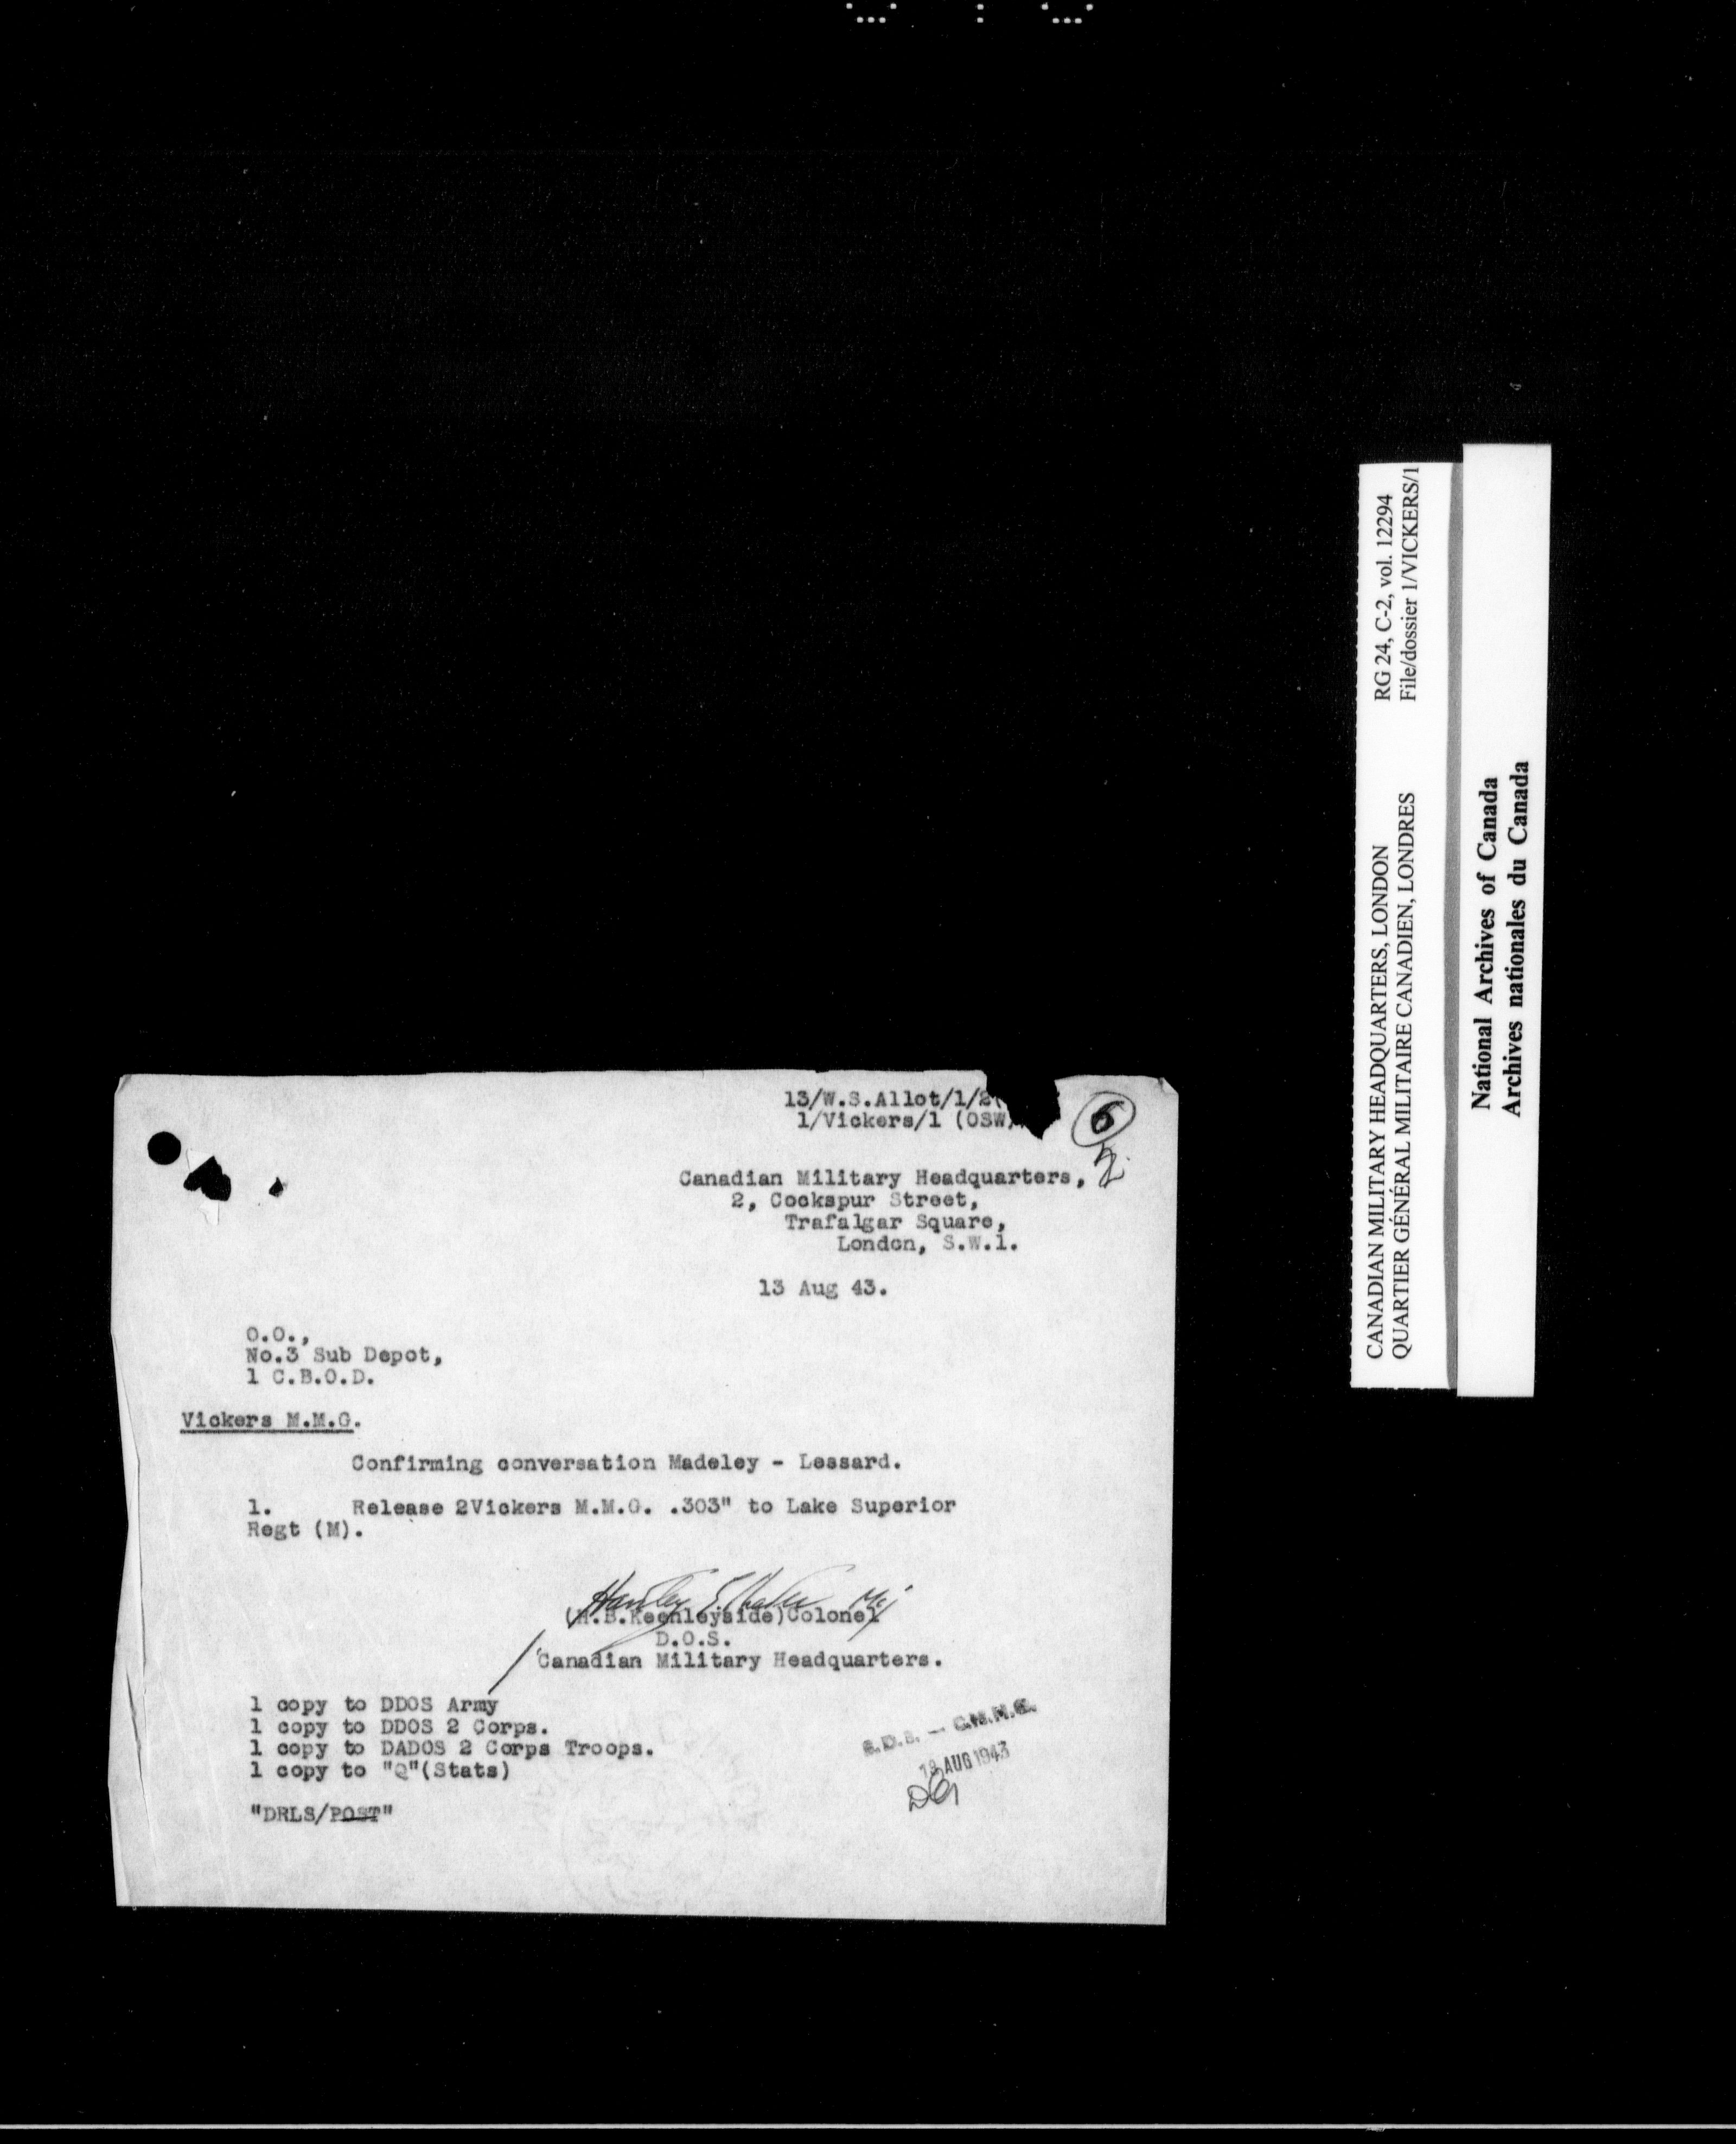 13/W.S.Allot/1/2
1/Vickers/1 (OSW)
6
2
Canadian Military Headquarters,
2, Cockspur Street,
Trafalgar Square,
London, S.W.1.
13 Aug 43.
O.O.,
No.3 Sub Depot,
1 C.B.O.D.
Vickers M.M.G.
Confirming conversation Madeley - Lessard.
1. Release 2Vickers M.M.G. .303" to Lake Superior
Regt (M).
(H.B.Keenleyside)Colonel
D.O.S.
Canadian Military Headquarters.
1 copy to DDOS Army
1 copy to DDOS 2 Corps.
1 copy to DADOS 2 Corps Troops.
1 copy to "Q"(Stats)
"DRLS/POST"
AUG 1943
CANADIAN MILITARY HEADQUARTERS, LONDON
QUARTIER GÉNÉRAL MILITAIRE CANADIEN, LONDRES
RG 24, C-2, vol. 12294
File/dossier 1/VICKERS/1
National Archives of Canada
Archives nationales du Canada